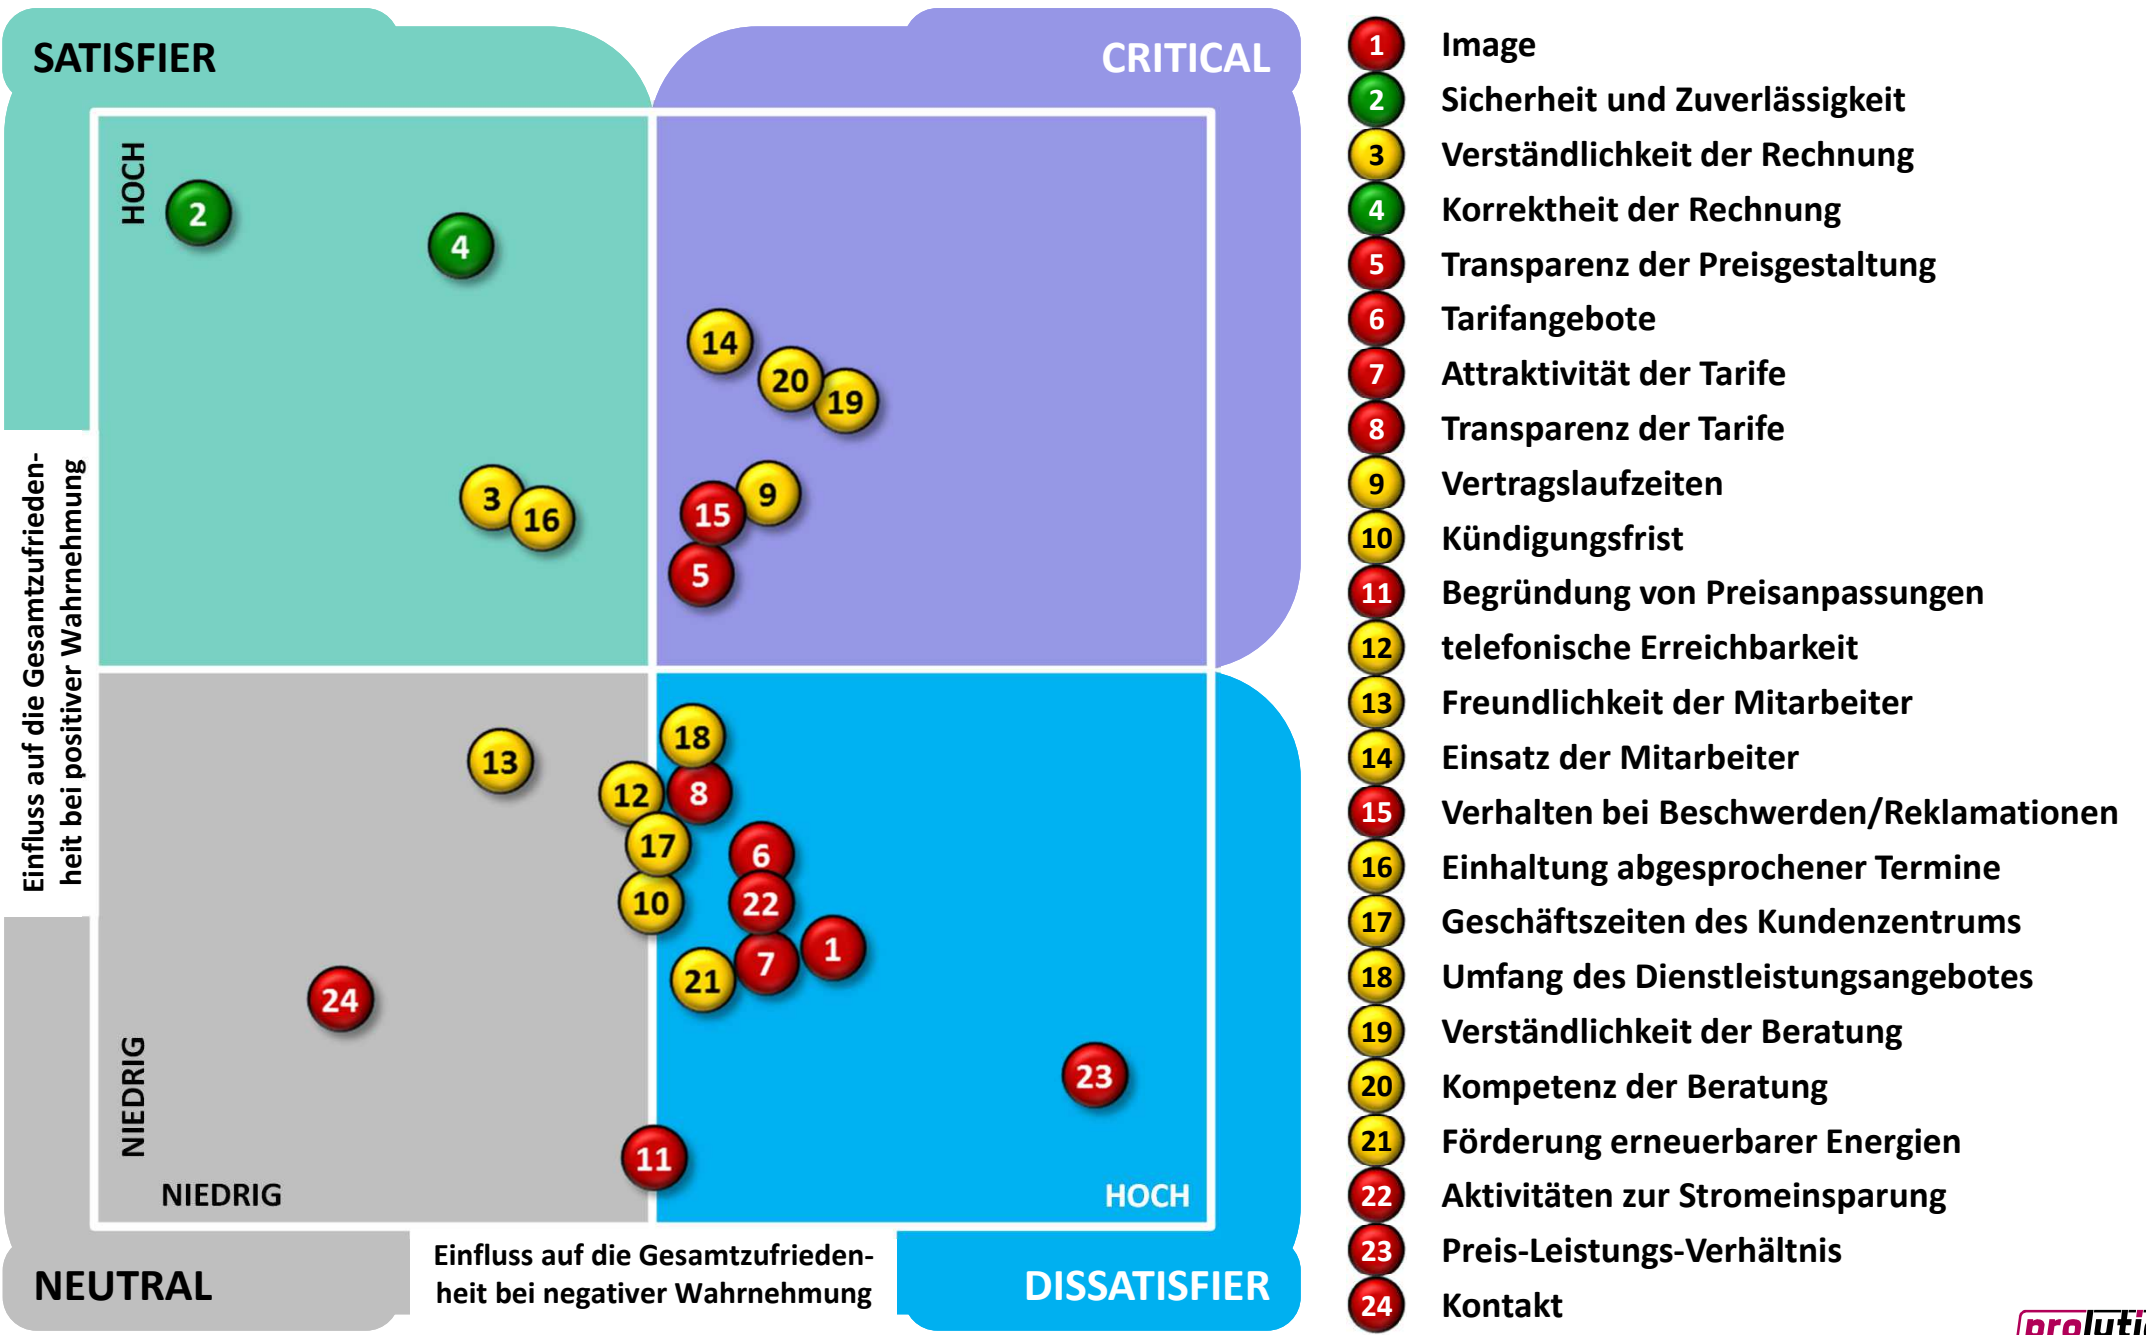 SATISFIER
CRITICAL
HOCH
2
4
14
20
19
3
16
15
9
5
Einfluss auf die Gesamtzufrieden-
heit bei positiver Wahrnehmung
13
18
12
8
17
6
10
22
21
7
1
24
23
11
NIEDRIG
NIEDRIG
HOCH
NEUTRAL
Einfluss auf die Gesamtzufrieden-
heit bei negativer Wahrnehmung
DISSATISFIER
1 Image
2 Sicherheit und Zuverlässigkeit
3 Verständlichkeit der Rechnung
4 Korrektheit der Rechnung
5 Transparenz der Preisgestaltung
6 Tarifangebote
7 Attraktivität der Tarife
8 Transparenz der Tarife
9 Vertragslaufzeiten
10 Kündigungsfrist
11 Begründung von Preisanpassungen
12 telefonische Erreichbarkeit
13 Freundlichkeit der Mitarbeiter
14 Einsatz der Mitarbeiter
15 Verhalten bei Beschwerden/Reklamationen
16 Einhaltung abgesprochener Termine
17 Geschäftszeiten des Kundenzentrums
18 Umfang des Dienstleistungsangebotes
19 Verständlichkeit der Beratung
20 Kompetenz der Beratung
21 Förderung erneuerbarer Energien
22 Aktivitäten zur Stromeinsparung
23 Preis-Leistungs-Verhältnis
24 Kontakt